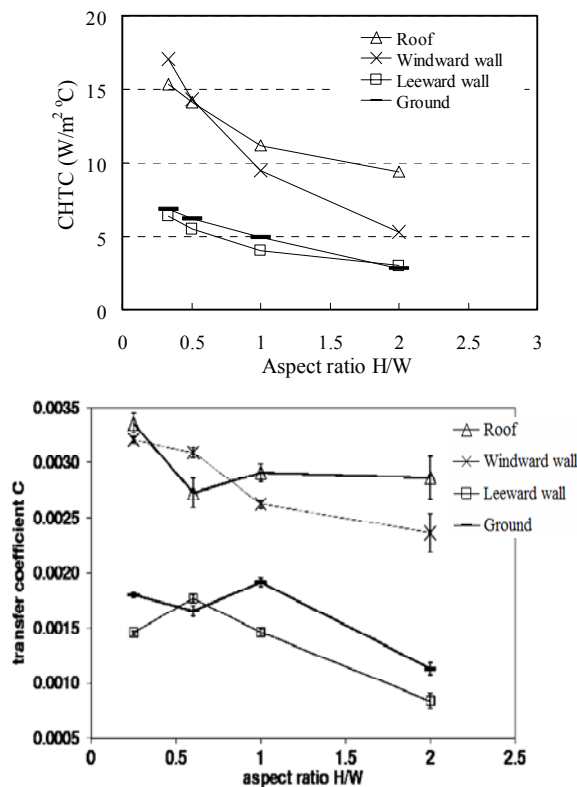 20
15
10
5
0
CHTC (W/m² ºC)
Roof
Windward wall
Leeward wall
Ground
0 0.5 1 1.5 2 2.5 3
Aspect ratio H/W
0.0035
0.0030
0.0025
0.0020
0.0015
0.0010
0.0005
transfer coefficient C
Roof
Windward wall
Leeward wall
Ground
0 0.5 1 1.5 2 2.5
aspect ratio H/W